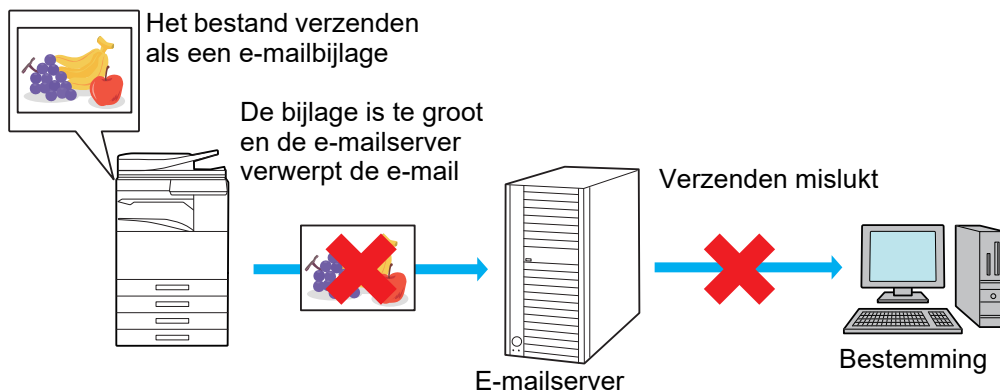 Het bestand verzenden
als een e-mailbijlage
De bijlage is te groot
en de e-mailserver
verwerpt de e-mail
Verzenden mislukt
E-mailserver
Bestemming